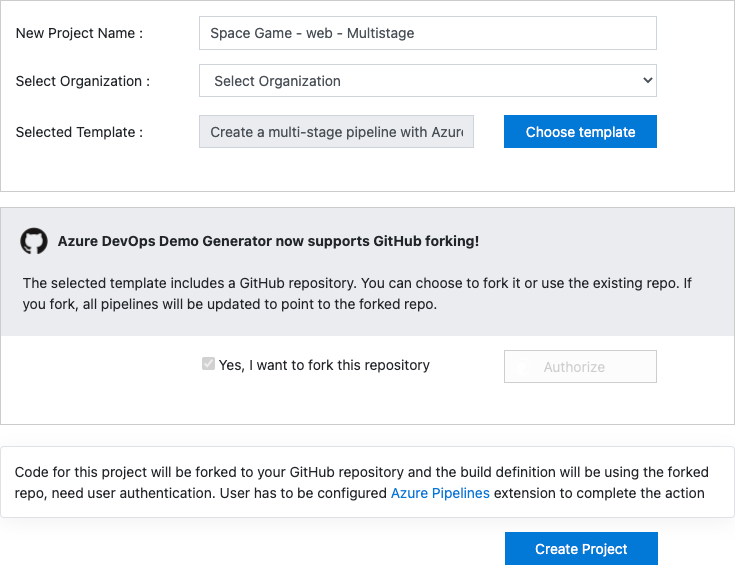 New Project Name :
Space Game - web - Multistage
Select Organization :
Select Organization
Selected Template :
Create a multi-stage pipeline with Azure
Choose template
Azure DevOps Demo Generator now supports GitHub forking!
The selected template includes a GitHub repository. You can choose to fork it or use the existing repo. If
you fork, all pipelines will be updated to point to the forked repo.
Yes, I want to fork this repository
Authorize
Code for this project will be forked to your GitHub repository and the build definition will be using the forked
repo, need user authentication. User has to be configured Azure Pipelines extension to complete the action
Create Project